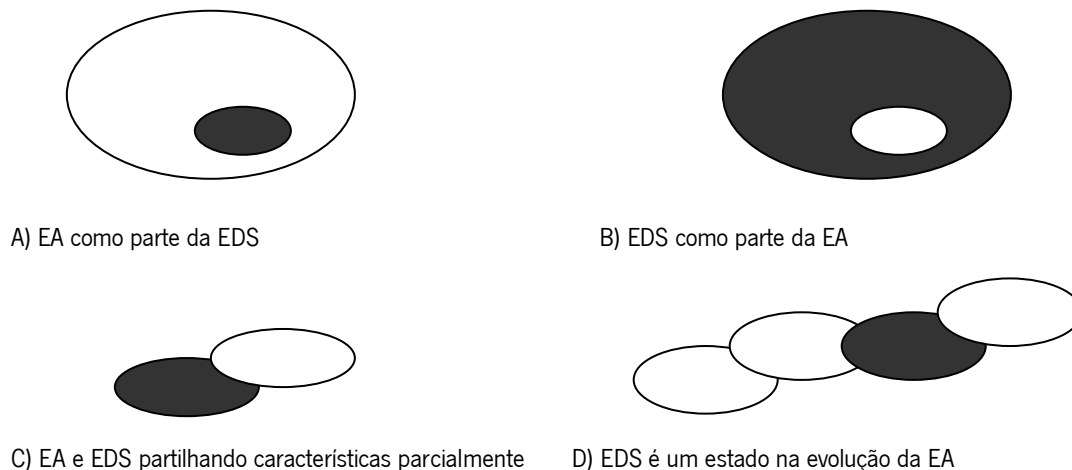 A) EA como parte da EDS
B) EDS como parte da EA
C) EA e EDS partilhando características parcialmente
D) EDS é um estado na evolução da EA